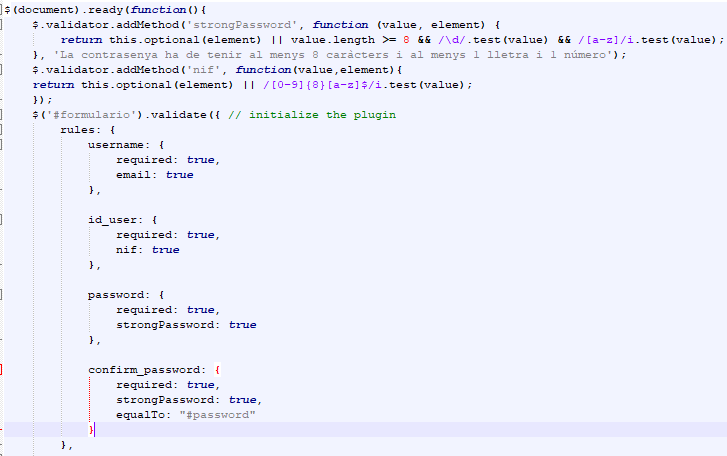 $(document).ready(function(){
    $.validator.addMethod('strongPassword', function (value, element) {
        return this.optional(element) || value.length >= 8 && /\d/.test(value) && /[a-z]/i.test(value);
    }, 'La contrasenya ha de tenir al menys 8 caràcters i al menys 1 lletra i 1 número');
    $.validator.addMethod('nif', function(value,element){
    return this.optional(element) || /[0-9]{8}[a-z]$/i.test(value);
    });
    $('#formulario').validate({ // initialize the plugin
        rules: {
            username: {
                required: true,
                email: true
            },

            id_user: {
                required: true,
                nif: true
            },

            password: {
                required: true,
                strongPassword: true
            },

            confirm_password: {
                required: true,
                strongPassword: true,
                equalTo: "#password"
            }
        },